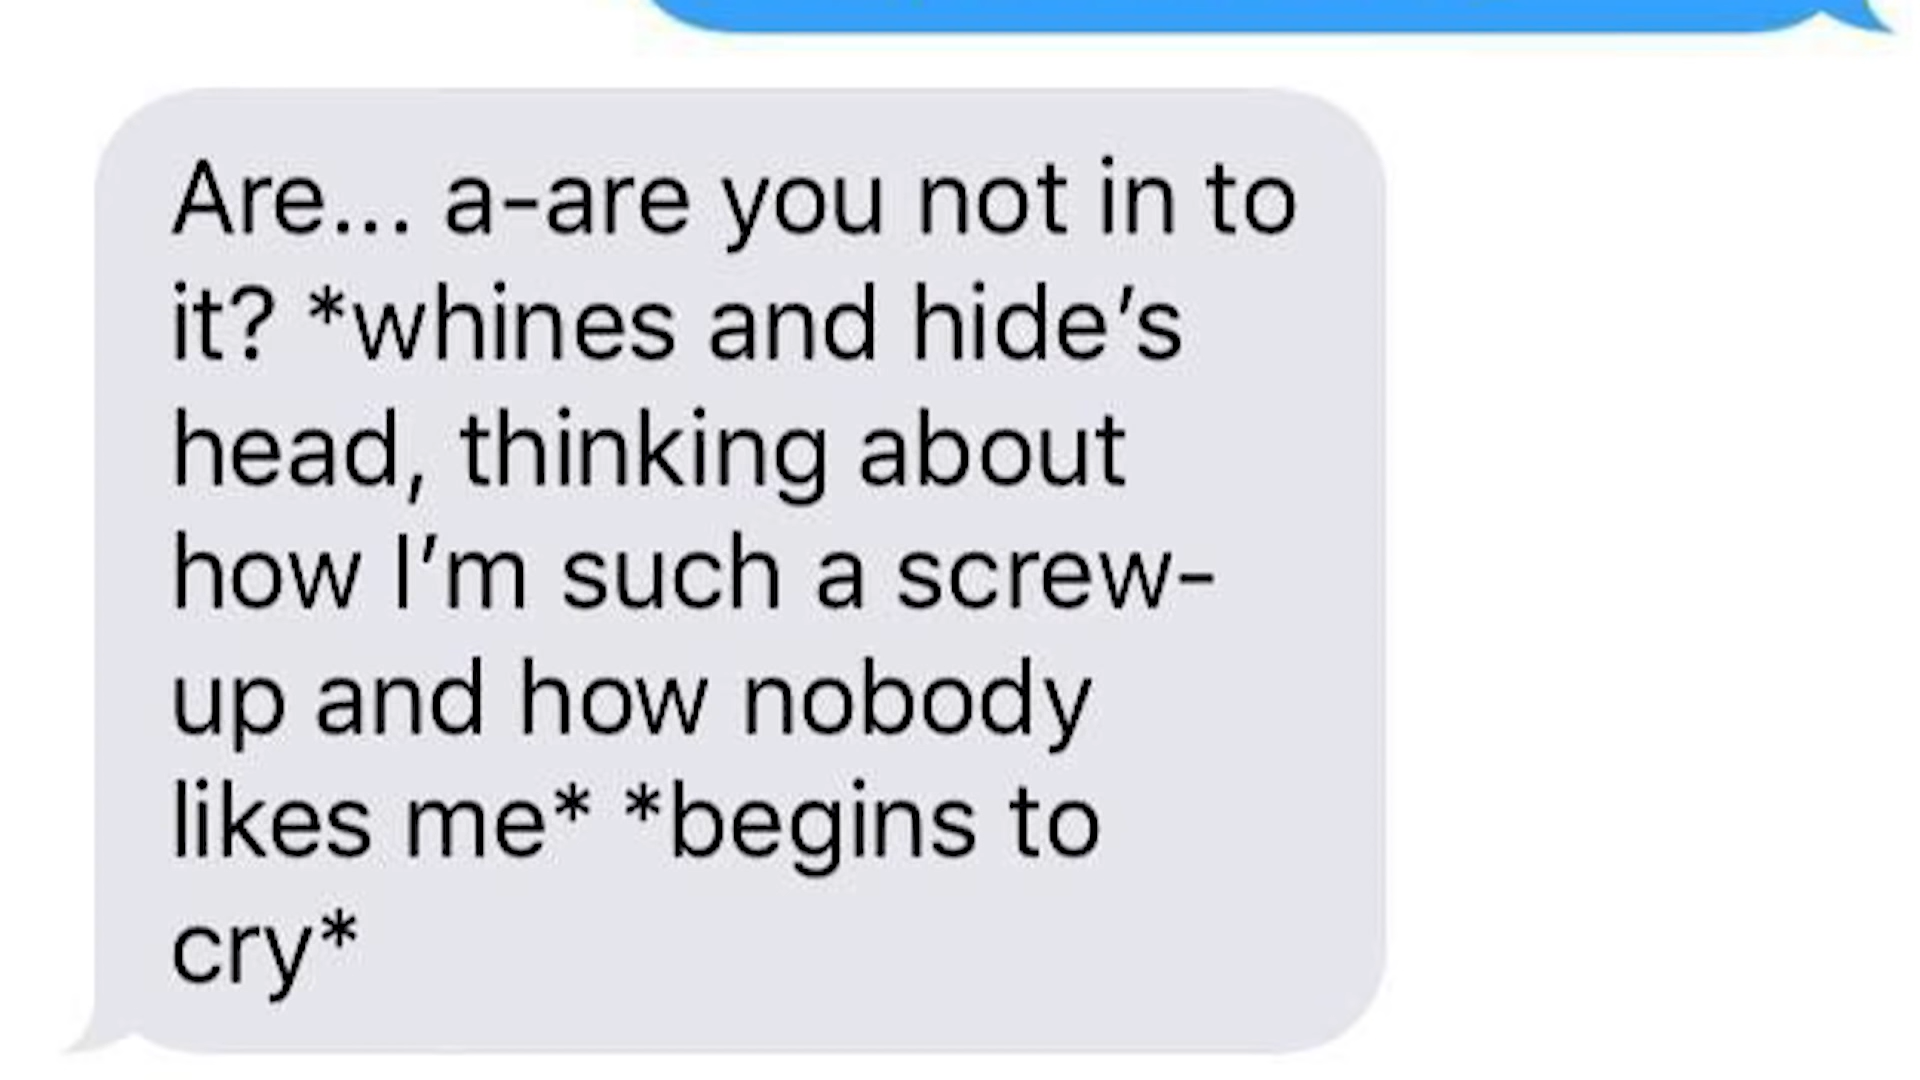 Are... a-are you not in to
it? *whines and hide’s
head, thinking about
how I’m such a screw-
up and how nobody
likes me* *begins to
cry*